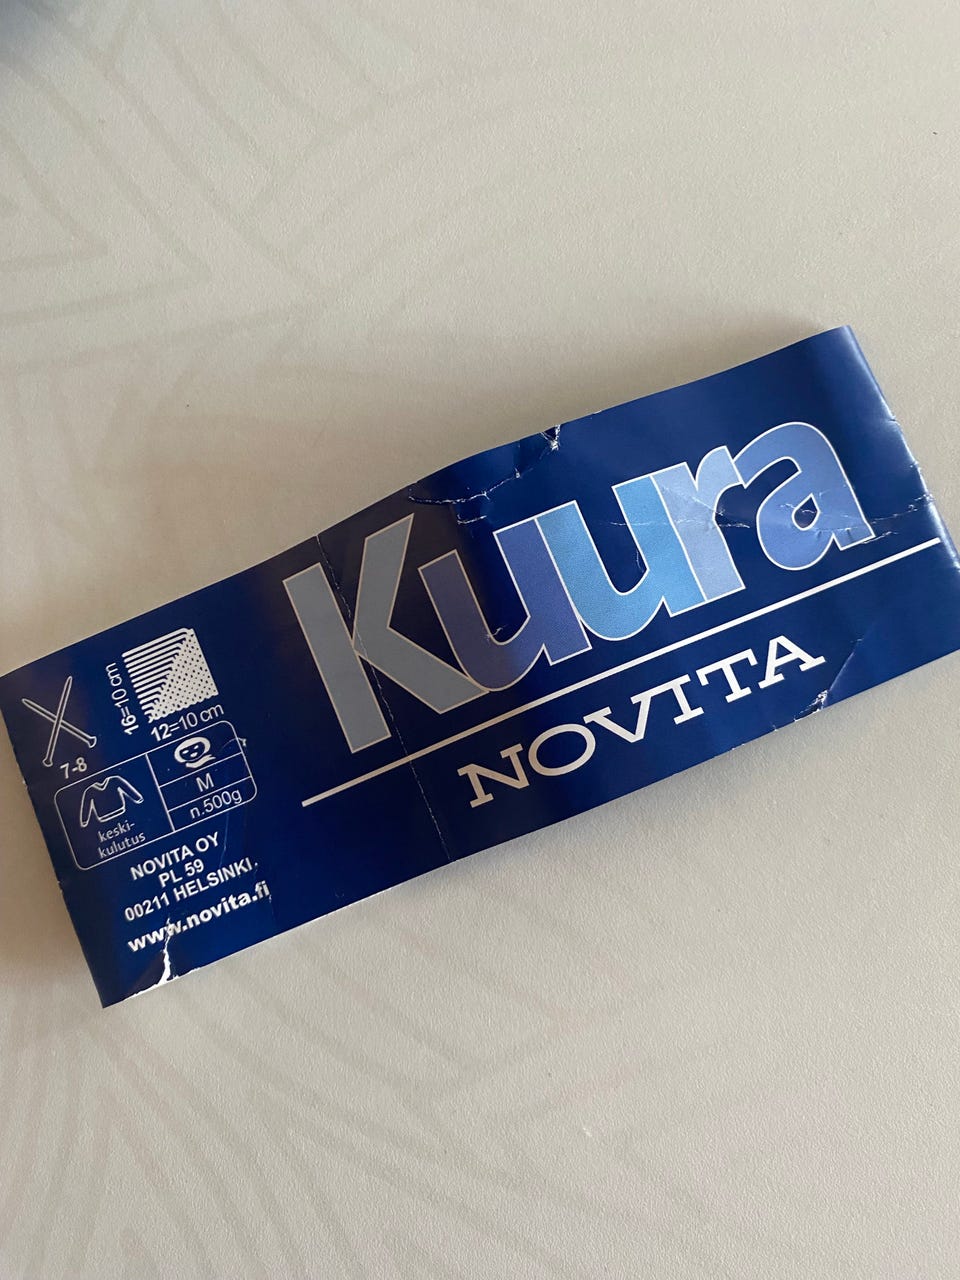 Kuura
NOVITA
16=10 cm
12=10 cm
7-8
keski-
kulutus
M
n.500g
NOVITA OY
PL 59
00211 HELSINKI.
www.novita.fi